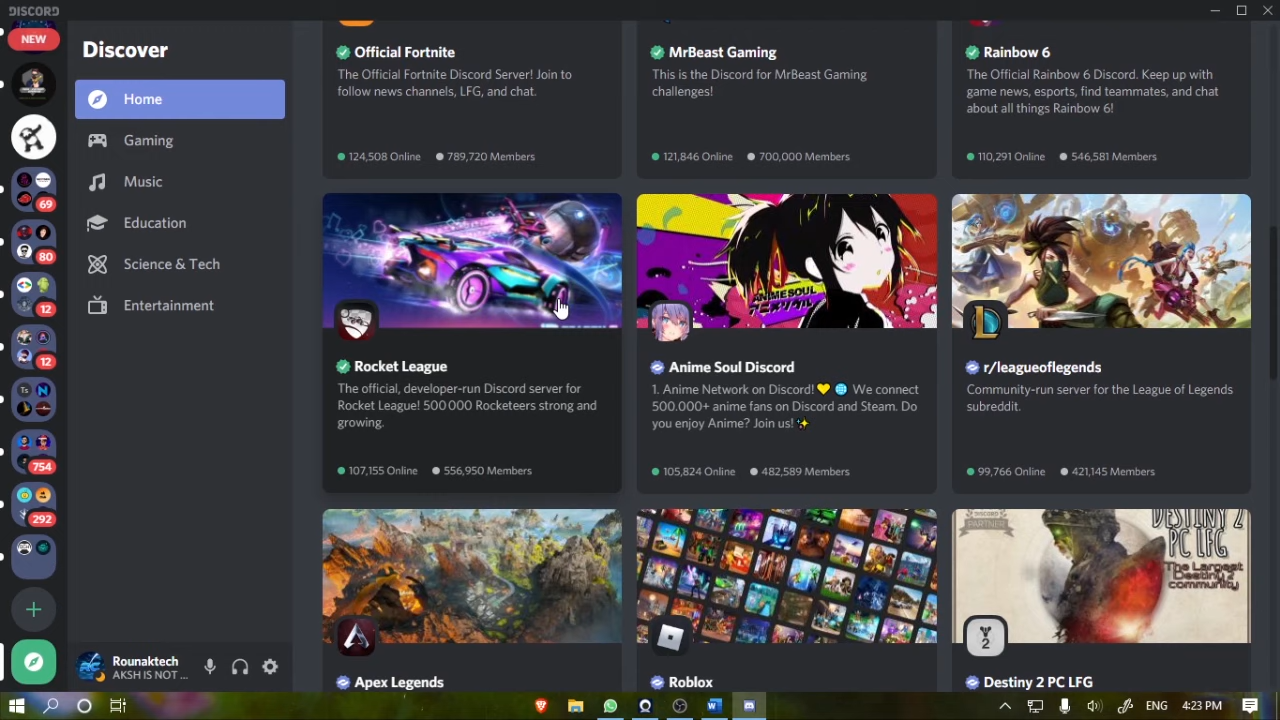 DISCORD
NEW
Discover
Home
Gaming
Music
Education
Science & Tech
Entertainment
69
80
12
12
Ts
754
292
Rounaktech
AKSH IS NOT ...
Official Fortnite
The Official Fortnite Discord Server! Join to
follow news channels, LFG, and chat.
124,508 Online 789,720 Members
MrBeast Gaming
This is the Discord for MrBeast Gaming
challenges!
121,846 Online 700,000 Members
Rainbow 6
The Official Rainbow 6 Discord. Keep up with
game news, esports, find teammates, and chat
about all things Rainbow 6!
110,291 Online 546,581 Members
Rocket League
The official, developer-run Discord server for
Rocket League! 500 000 Rocketeers strong and
growing.
107,155 Online 556,950 Members
ANIME SOUL
Anime Soul Discord
1. Anime Network on Discord! 💛 🌐 We connect
500.000+ anime fans on Discord and Steam. Do
you enjoy Anime? Join us! ✨
105,824 Online 482,589 Members
r/leagueoflegends
Community-run server for the League of Legends
subreddit.
99,766 Online 421,145 Members
Apex Legends
Roblox
DISCORD
PARTNER
DESTINY 2
PC LFG
The Largest
Destiny 2
community
2
Destiny 2 PC LFG
ENG
4:23 PM